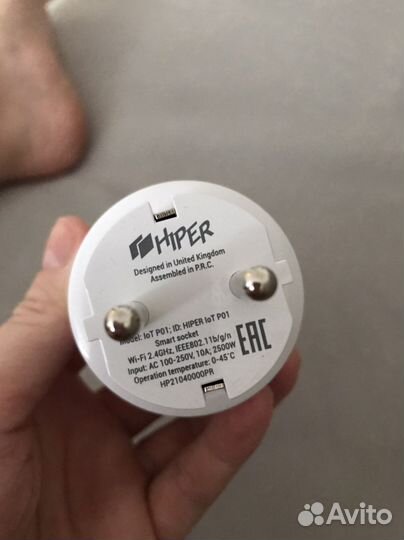 HIPER
Designed in United Kingdom
Assembled in P.R.C.
Model: IoT P01; ID: HIPER IoT P01
Smart socket
Wi-Fi 2.4GHz, IEEE802.11b/g/n
Input: AC 100-250V, 10A; 2500W
Operation temperature: 0-45°C
HP21040000PR
EAC
Avito